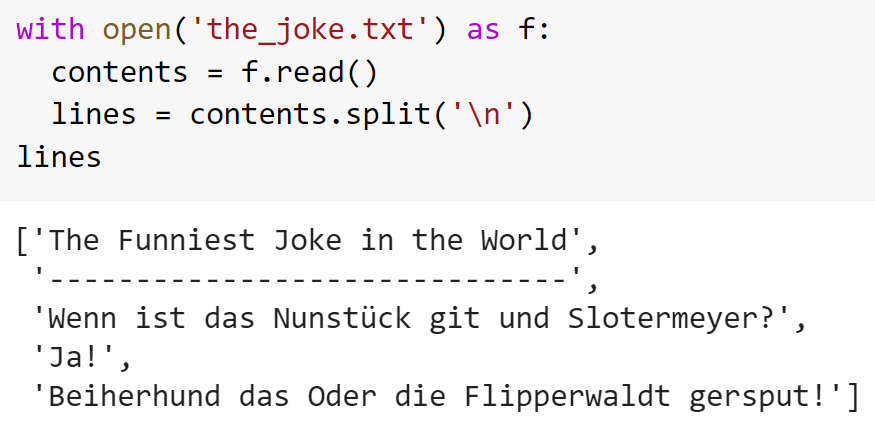 with open('the_joke.txt') as f:
  contents = f.read()
  lines = contents.split('\n')
lines
['The Funniest Joke in the World',
 '------------------------------',
 'Wenn ist das Nunstück git und Slotermeyer?',
 'Ja!',
 'Beiherhund das Oder die Flipperwaldt gersput!']